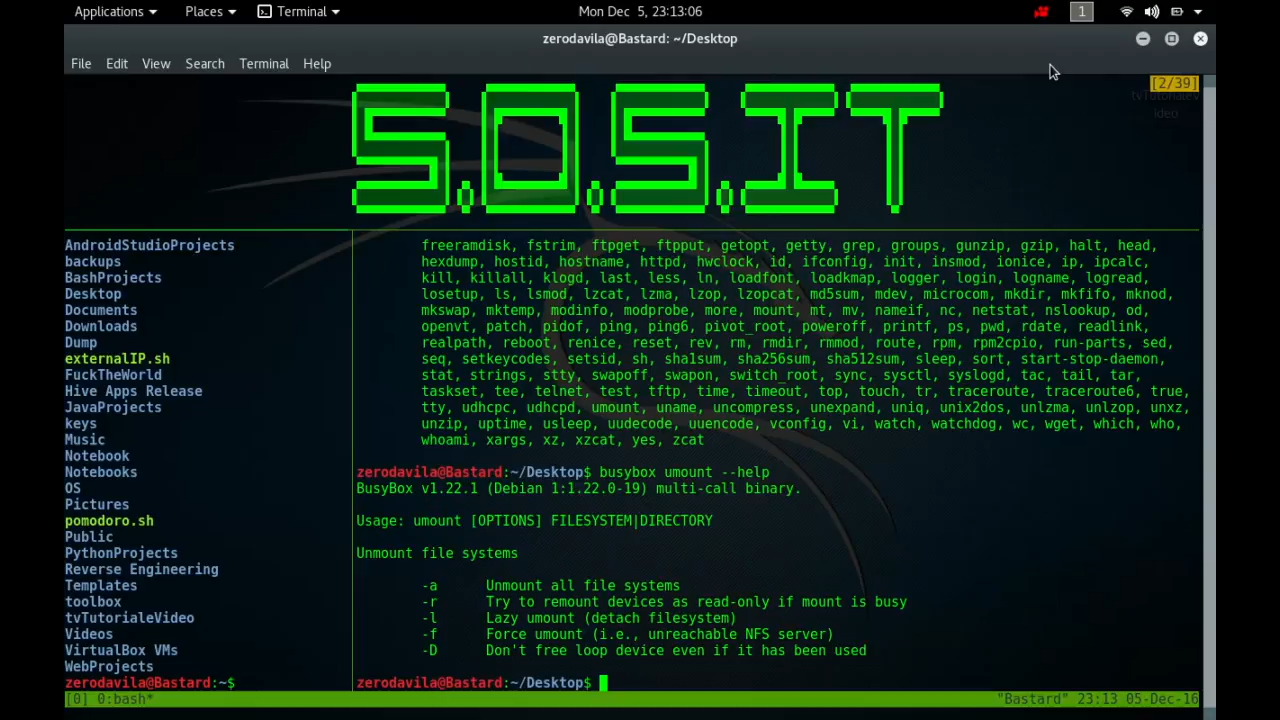 Applications Places Terminal Mon Dec 5, 23:13:06 1
zerodavila@Bastard: ~/Desktop
File Edit View Search Terminal Help
[2/39]
S.O.S.IT
AndroidStudioProjects
backups
BashProjects
Desktop
Documents
Downloads
Dump
externalIP.sh
FuckTheWorld
Hive Apps Release
JavaProjects
keys
Music
Notebook
Notebooks
OS
Pictures
pomodoro.sh
Public
PythonProjects
Reverse Engineering
Templates
toolbox
tvTutorialeVideo
Videos
VirtualBox VMs
WebProjects
zerodavila@Bastard:~$
freeramdisk, fstrim, ftpget, ftpput, getopt, getty, grep, groups, gunzip, gzip, halt, head,
hexdump, hostid, hostname, httpd, hwclock, id, ifconfig, init, insmod, ionice, ip, ipcalc,
kill, killall, klogd, last, less, ln, loadfont, loadkmap, logger, login, logname, logread,
losetup, ls, lsmod, lzcat, lzma, lzop, lzopcat, md5sum, mdev, microcom, mkdir, mkfifo, mknod,
mkswap, mktemp, modinfo, modprobe, more, mount, mt, mv, nameif, nc, netstat, nslookup, od,
openvt, patch, pidof, ping, ping6, pivot_root, poweroff, printf, ps, pwd, rdate, readlink,
realpath, reboot, renice, reset, rev, rm, rmdir, rmmod, route, rpm, rpm2cpio, run-parts, sed,
seq, setkeycodes, setsid, sh, sha1sum, sha256sum, sha512sum, sleep, sort, start-stop-daemon,
stat, strings, stty, swapoff, swapon, switch_root, sync, sysctl, syslogd, tac, tail, tar,
taskset, tee, telnet, test, tftp, time, timeout, top, touch, tr, traceroute, traceroute6, true,
tty, udhcpc, udhcpd, umount, uname, uncompress, unexpand, uniq, unix2dos, unlzma, unlzop, unxz,
unzip, uptime, usleep, uudecode, uuencode, vconfig, vi, watch, watchdog, wc, wget, which, who,
whoami, xargs, xz, xzcat, yes, zcat
zerodavila@Bastard:~/Desktop$ busybox umount --help
BusyBox v1.22.1 (Debian 1:1.22.0-19) multi-call binary.
Usage: umount [OPTIONS] FILESYSTEM|DIRECTORY
Unmount file systems
-a Unmount all file systems
-r Try to remount devices as read-only if mount is busy
-l Lazy umount (detach filesystem)
-f Force umount (i.e., unreachable NFS server)
-D Don't free loop device even if it has been used
zerodavila@Bastard:~/Desktop$
[0] 0:bash* "Bastard" 23:13 05-Dec-16